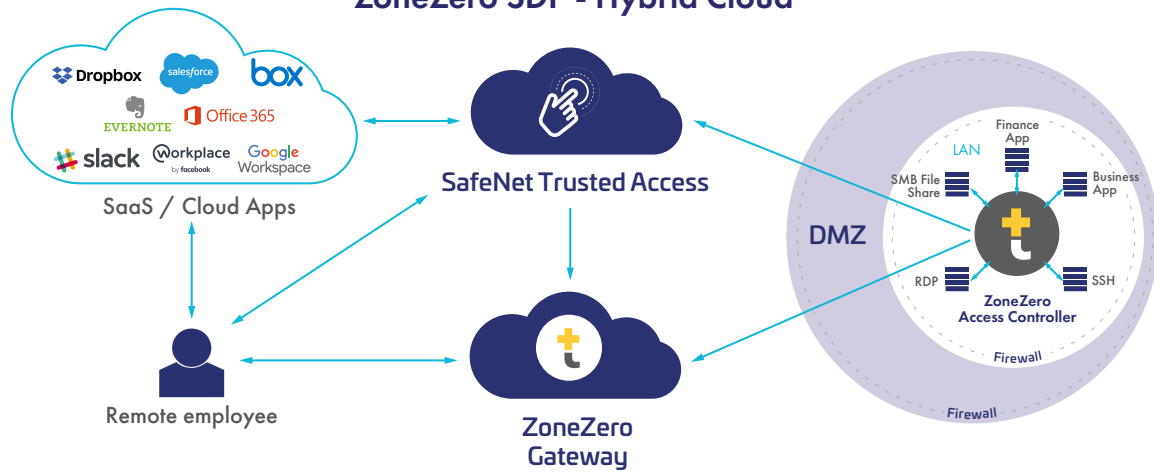 ZoneZero SDP - Hybrid Cloud
Dropbox
salesforce
box
EVERNOTE
Office 365
slack
workplace
by facebook
Google
Workspace
SaaS / Cloud Apps
SafeNet Trusted Access
Remote employee
ZoneZero
Gateway
DMZ
LAN
Finance
App
SMB File
Share
Business
App
RDP
SSH
ZoneZero
Access Controller
Firewall
Firewall